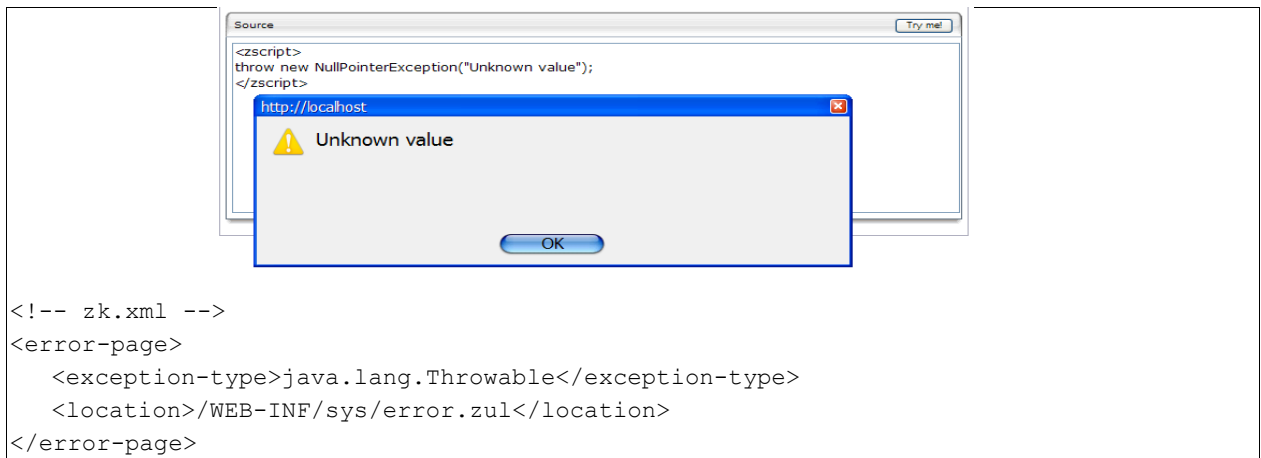 Source
Try me!
<zscript>
throw new NullPointerException("Unknown value");
</zscript>
http://localhost
Unknown value
OK
<!-- zk.xml -->
<error-page>
<exception-type>java.lang.Throwable</exception-type>
<location>/WEB-INF/sys/error.zul</location>
</error-page>